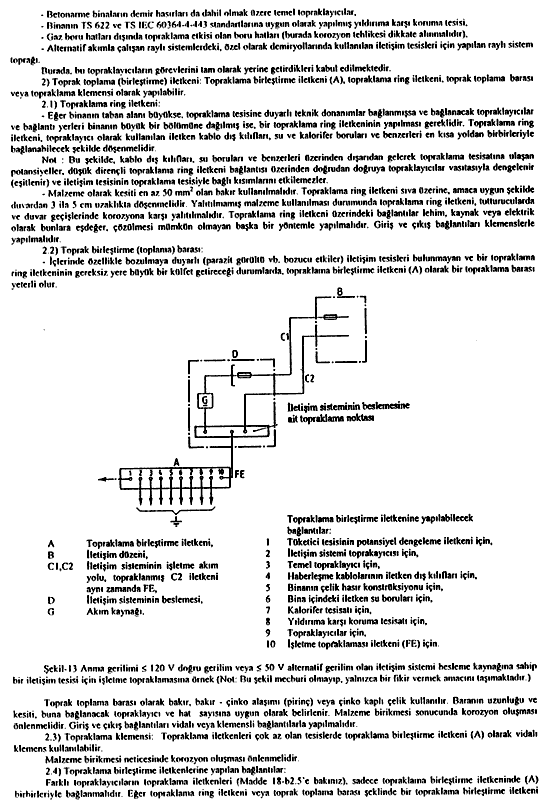 - Betonarme binaların demir hasırları da dahil olmak üzere temel topraklayıcılar,
- Binanın TS 622 ve TS IEC 60364-4-443 standartlarına uygun olarak yapılmış yıldırıma karşı koruma tesisi,
- Gaz boru hatları dışında topraklama etkisi olan boru hatları (burada korozyon tehlikesi dikkate alınmalıdır),
- Alternatif akımla çalışan raylı sistemlerdeki, özel olarak demiryollarında kullanılan iletişim tesisleri için yapılan raylı sistem
toprağı.
Burada, bu topraklayıcıların görevlerini tam olarak yerine getirdikleri kabul edilmektedir.
2) Toprak toplama (birleştirme) iletkeni: Topraklama birleştirme iletkeni (A), topraklama ring iletkeni, toprak toplama barası
veya topraklama klemensi olarak yapılabilir.
2.1) Topraklama ring iletkeni:
- Eğer binanın taban alanı büyükse, topraklama tesisine duyarlı teknik donanımlar bağlanmışsa ve bağlanacak topraklayıcılar
ve bağlantı yerleri binanın büyük bir bölümüne dağılmış ise, bir topraklama ring iletkeninin yapılması gereklidir. Topraklama ring
iletkeni, topraklayıcı olarak kullanılan iletken kablo dış kılıfları, su ve kalorifer boruları ve benzerleri en kısa yoldan birbirleriyle
bağlanabilecek şekilde döşenmelidir.
Not : Bu şekilde, kablo dış kılıfları, su boruları ve benzerleri üzerinden dışarıdan gelerek topraklama tesisatına ulaşan
potansiyeller, düşük dirençli topraklama ring iletkeni bağlantısı üzerinden doğrudan doğruya topraklayıcılar vasıtasıyla dengelenir
(eşitlenir) ve iletişim tesisinin topraklama tesisiyle bağlı kısımlarını etkilemezler.
- Malzeme olarak kesiti en az 50 mm² olan bakır kullanılmalıdır. Topraklama ring iletkeni sıva üzerine, amaca uygun şekilde
duvardan 3 ila 5 cm uzaklıkta döşenmelidir. Yalıtılmamış malzeme kullanılması durumunda topraklama ring iletkeni, tutturucularda
ve duvar geçişlerinde korozyona karşı yalıtılmalıdır. Topraklama ring iletkeni üzerindeki bağlantılar lehim, kaynak veya elektrik
olarak bunlara eşdeğer, çözülmesi mümkün olmayan başka bir yöntemle yapılmalıdır. Giriş ve çıkış bağlantıları klemenslerle
yapılmalıdır.
2.2) Toprak birleştirme (toplama) barası:
- İçlerinde özellikle bozulmaya duyarlı (parazit görültü vb. bozucu etkiler) iletişim tesisleri bulunmayan ve bir topraklama
ring iletkeninin gereksiz yere büyük bir külfet getireceği durumlarda, topraklama birleştirme iletkeni (A) olarak bir topraklama barası
yeterli olur.
B
C1
D
C2
G
İletişim sisteminin beslemesine
ait topraklama noktası
A
FE
1 2 3 4 5 6 7 8 9 10
A Topraklama birleştirme iletkeni,
B İletişim düzeni,
C1,C2 İletişim sisteminin işletme akım
yolu, topraklanmış C2 iletkeni
aynı zamanda FE,
D İletişim sisteminin beslemesi,
G Akım kaynağı,
Topraklama birleştirme iletkenine yapılabilecek
bağlantılar:
1 Tüketici tesisinin potansiyel dengeleme iletkeni için,
2 İletişim sistemi topraklayıcısı için,
3 Temel topraklayıcı için,
4 Haberleşme kablolarının iletken dış kılıfları için,
5 Binanın çelik hasır konstrüksiyonu için,
6 Bina içindeki iletken su boruları için,
7 Kalorifer tesisatı için,
8 Yıldırıma karşı koruma tesisatı için,
9 Topraklayıcılar için,
10 İşletme topraklaması iletkeni (FE) için.
Şekil-13 Anma gerilimi ≤ 120 V doğru gerilim veya ≤ 50 V alternatif gerilim olan iletişim sistemi besleme kaynağına sahip
bir iletişim tesisi için işletme topraklamasına örnek (Not: Bu şekil mecburi olmayıp, yalnızca bir fikir vermek amacını taşımaktadır.)
Toprak toplama barası olarak bakır, bakır - çinko alaşımı (pirinç) veya çinko kaplı çelik kullanılır. Baranın uzunluğu ve
kesiti, buna bağlanacak topraklayıcı ve hat sayısına uygun olarak belirlenir. Malzeme birikmesi sonucunda korozyon oluşması
önlenmelidir. Giriş ve çıkış bağlantıları vidalı veya klemensli bağlantılarla yapılmalıdır.
2.3) Topraklama klemensi: Topraklama iletkenleri çok az olan tesislerde topraklama birleştirme iletkeni (A) olarak vidalı
klemens kullanılabilir.
Malzeme birikmesi neticesinde korozyon oluşması önlenmelidir.
2.4) Topraklama birleştirme iletkenlerine yapılan bağlantılar:
Farklı topraklayıcıların topraklama iletkenleri (Madde 18-b2.5'e bakınız), sadece topraklama birleştirme iletkeninde (A)
birbirleriyle bağlanmalıdır. Eğer topraklama ring iletkeni veya toprak toplama barası şeklinde bir topraklama birleştirme iletkeni